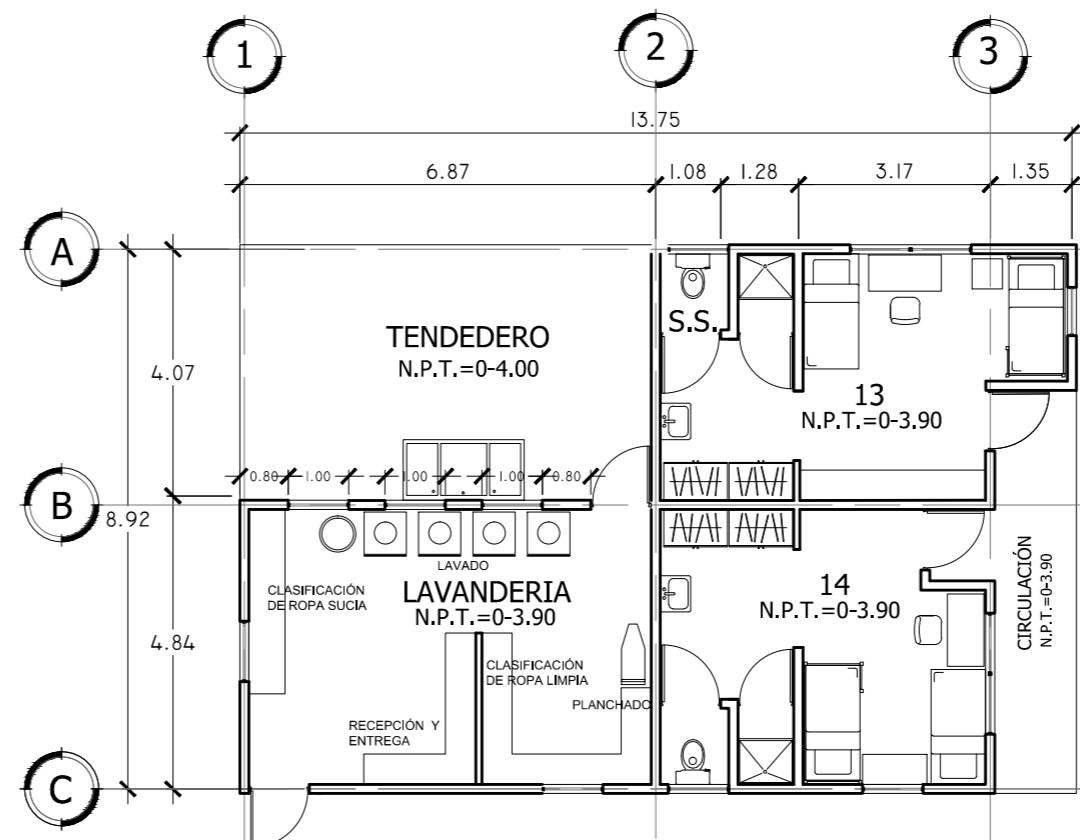 1
2
3
13.75
6.87
1.08
1.28
3.17
1.35
A
TENDEDERO
N.P.T.=0-4.00
S.S.
4.07
13
N.P.T.=0-3.90
0.80
1.00
1.00
1.00
0.80
B
8.92
LAVADO
CLASIFICACIÓN
DE ROPA SUCIA
LAVANDERIA
N.P.T.=0-3.90
14
N.P.T.=0-3.90
CIRCULACIÓN
N.P.T.=0-3.90
4.84
CLASIFICACIÓN
DE ROPA LIMPIA
PLANCHADO
RECEPCIÓN Y
ENTREGA
C